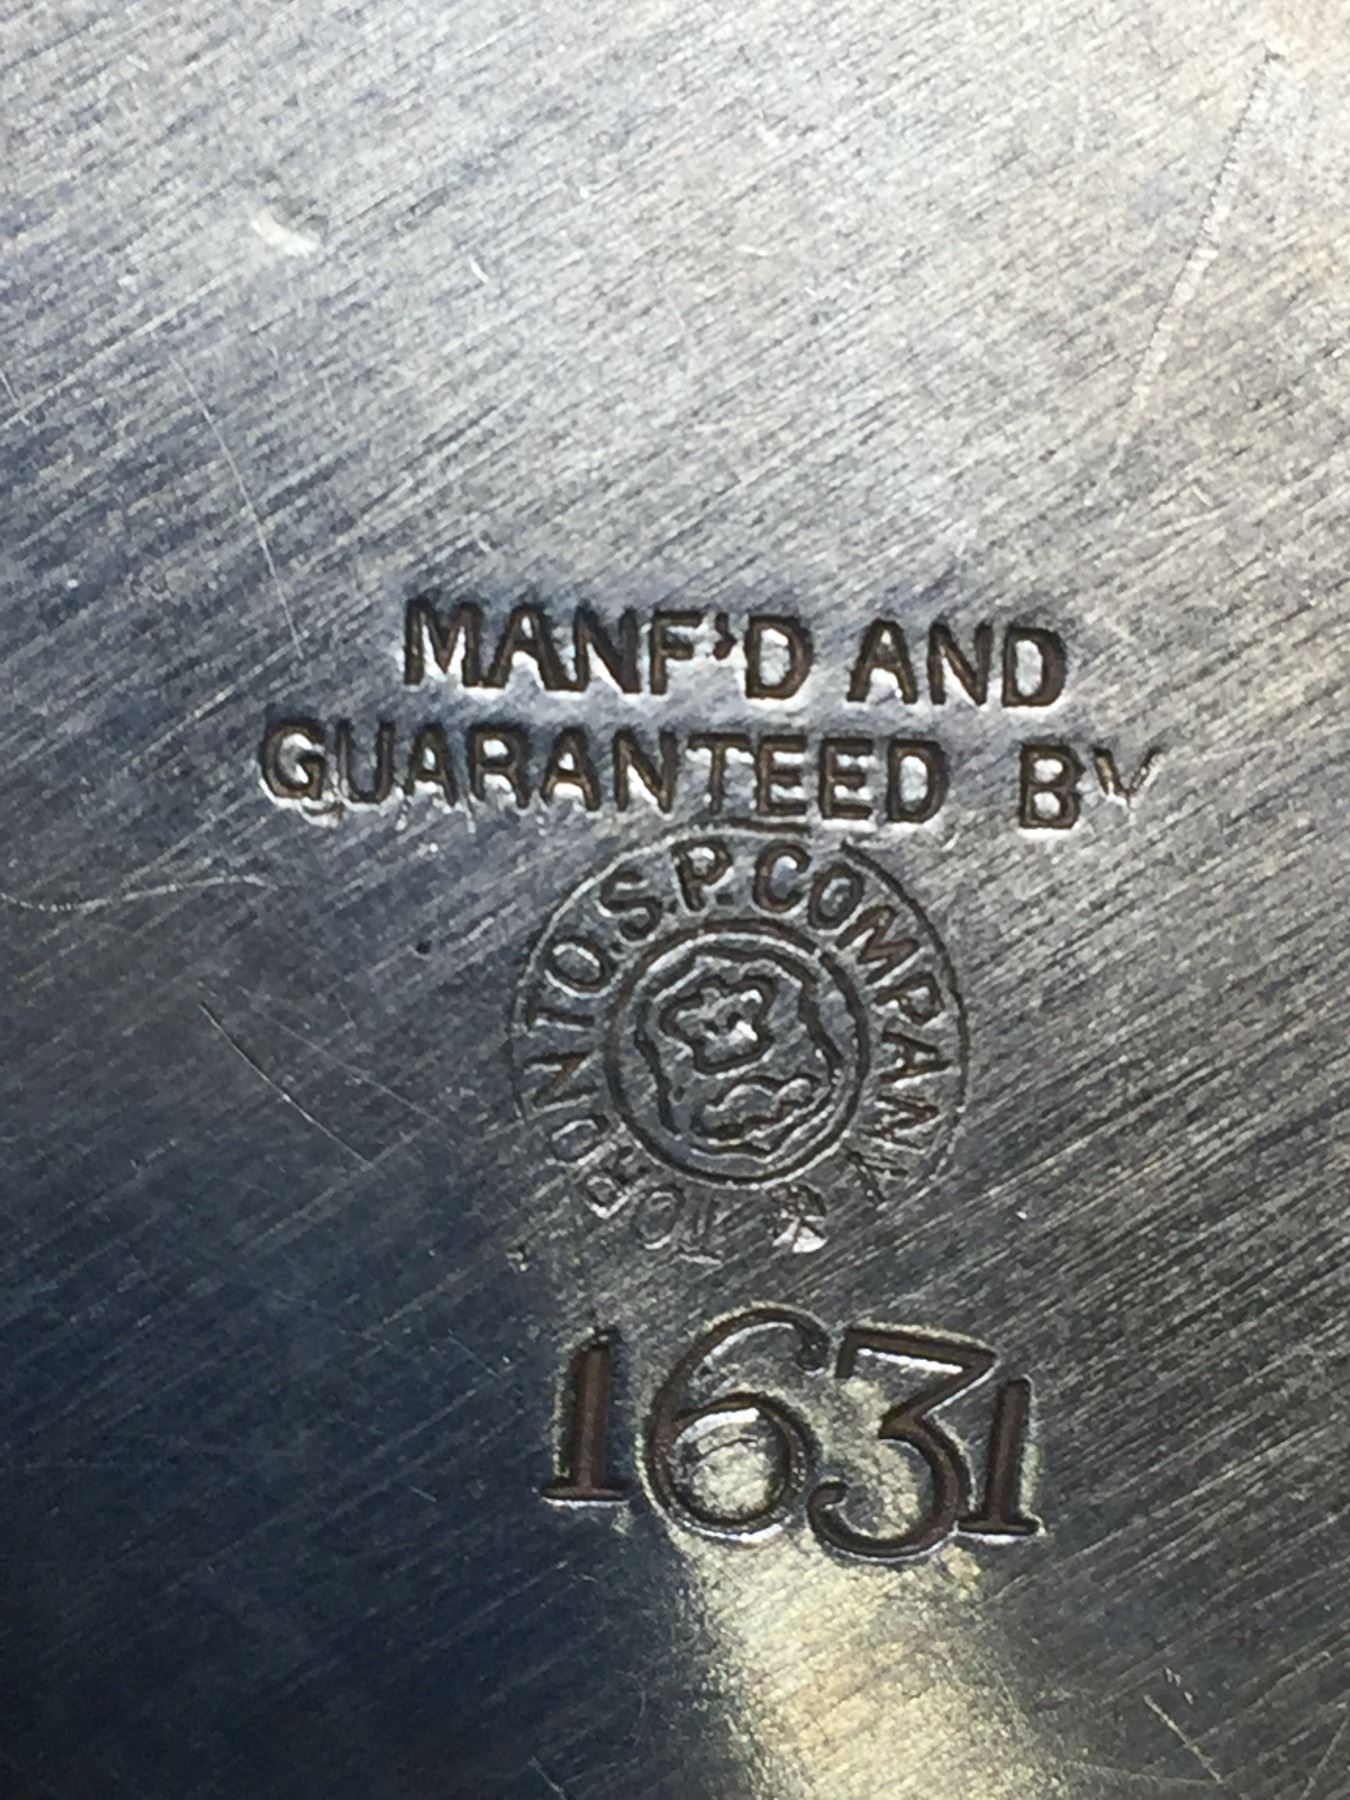 MANF'D AND
GUARANTEED BY
TORONTO.S.P. COMPANY
1631